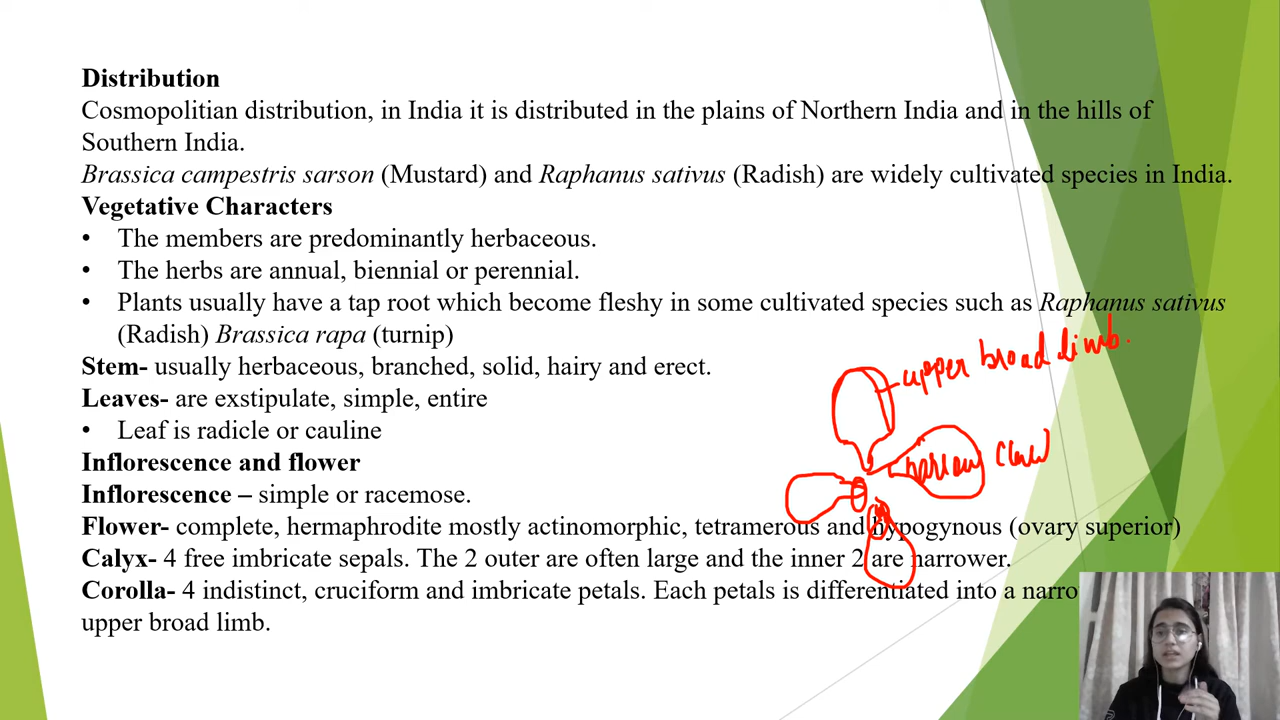 Distribution
Cosmopolitian distribution, in India it is distributed in the plains of Northern India and in the hills of
Southern India.
Brassica campestris sarson (Mustard) and Raphanus sativus (Radish) are widely cultivated species in India.
Vegetative Characters
• The members are predominantly herbaceous.
• The herbs are annual, biennial or perennial.
• Plants usually have a tap root which become fleshy in some cultivated species such as Raphanus sativus
(Radish) Brassica rapa (turnip)
upper broad limb.
Stem- usually herbaceous, branched, solid, hairy and erect.
Leaves- are exstipulate, simple, entire
• Leaf is radicle or cauline
narrow claw
Inflorescence and flower
Inflorescence – simple or racemose.
Flower- complete, hermaphrodite mostly actinomorphic, tetramerous and hypogynous (ovary superior)
Calyx- 4 free imbricate sepals. The 2 outer are often large and the inner 2 are narrower.
Corolla- 4 indistinct, cruciform and imbricate petals. Each petals is differentiated into a narro
upper broad limb.